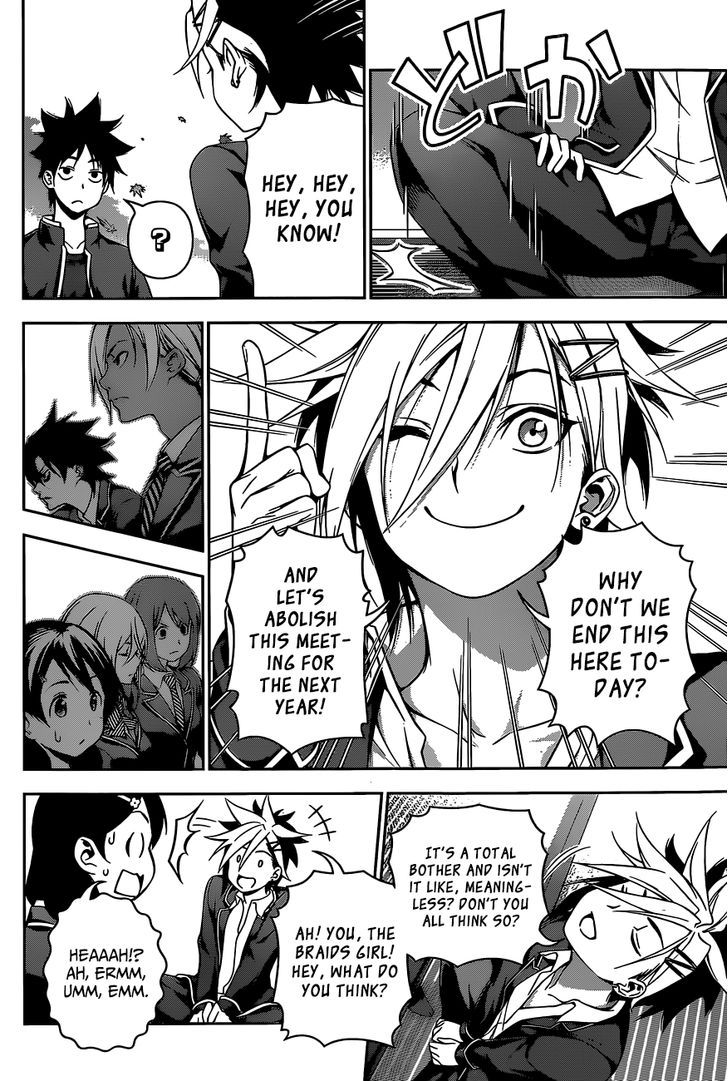 どか
HEY, HEY,
HEY, YOU
KNOW!
?
WHY
DON'T WE
END THIS
HERE TO-
DAY?
AND
LET'S
ABOLISH
THIS MEET-
ING FOR
THE NEXT
YEAR!
IT'S A TOTAL
BOTHER AND ISN'T
IT LIKE, MEANING-
LESS? DON'T YOU
ALL THINK SO?
AH! YOU, THE
BRAIDS GIRL!
HEY, WHAT DO
YOU THINK?
HEAAAH!?
AH, ERMM,
UMM, EMM.